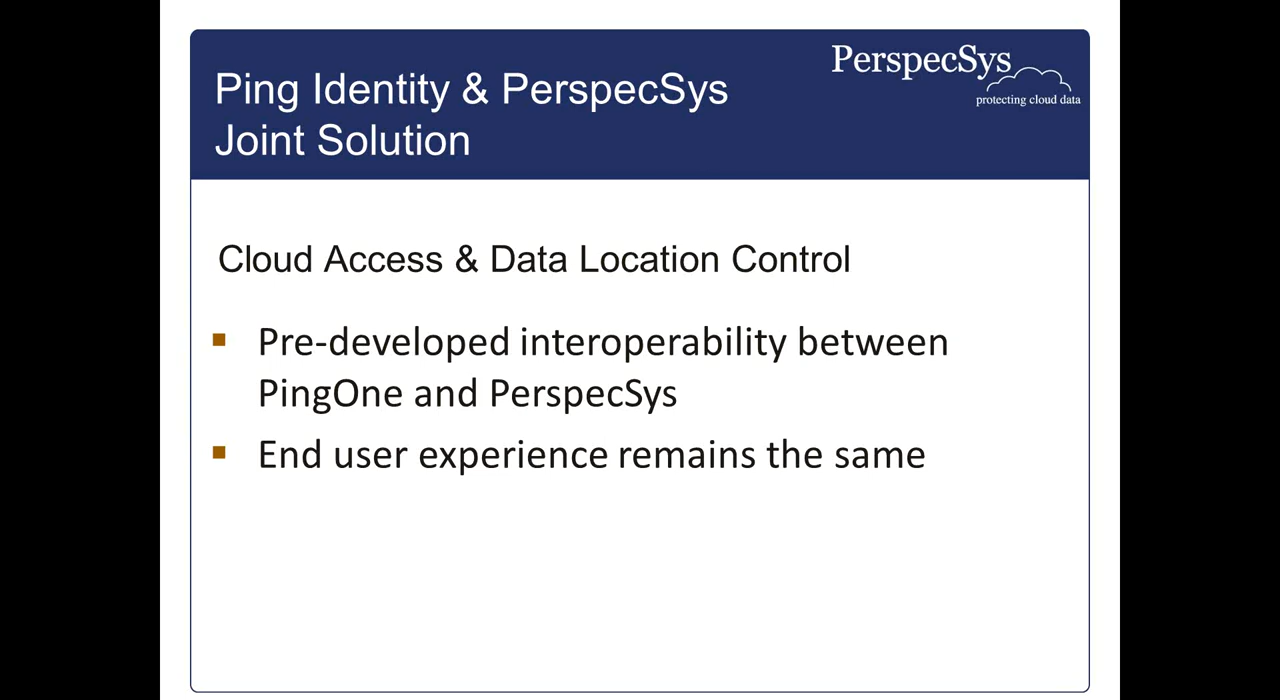 Ping Identity & PerspecSys
Joint Solution
PerspecSys
protecting cloud data
Cloud Access & Data Location Control
Pre-developed interoperability between
PingOne and PerspecSys
End user experience remains the same